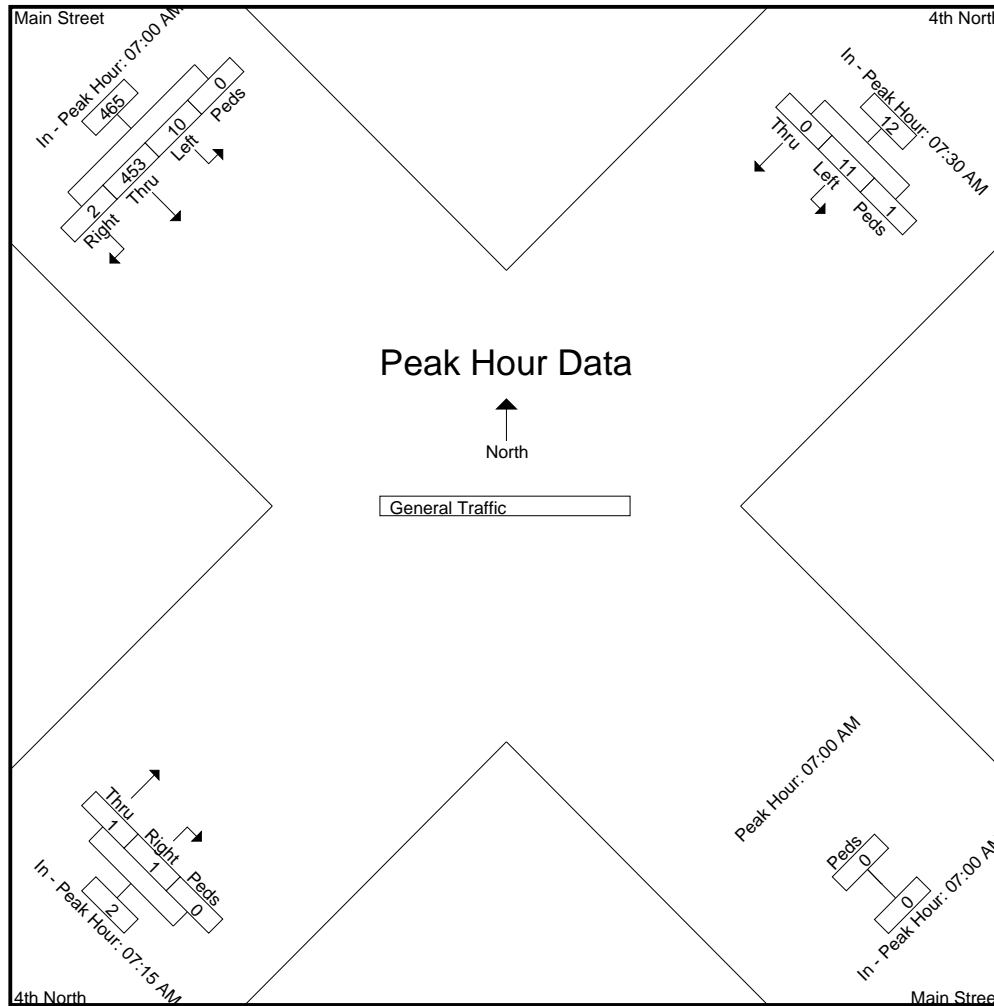 Main Street
4th North
In - Peak Hour: 07:00 AM
465
2 453 10 0
Right Thru Left Peds
In - Peak Hour: 07:30 AM
12
0 11 1
Thru Left Peds
Peak Hour Data
North
General Traffic
Thru Right Peds
1 1 0
2
In - Peak Hour: 07:15 AM
Peak Hour: 07:00 AM
Peds
0
0
In - Peak Hour: 07:00 AM
4th North
Main Street